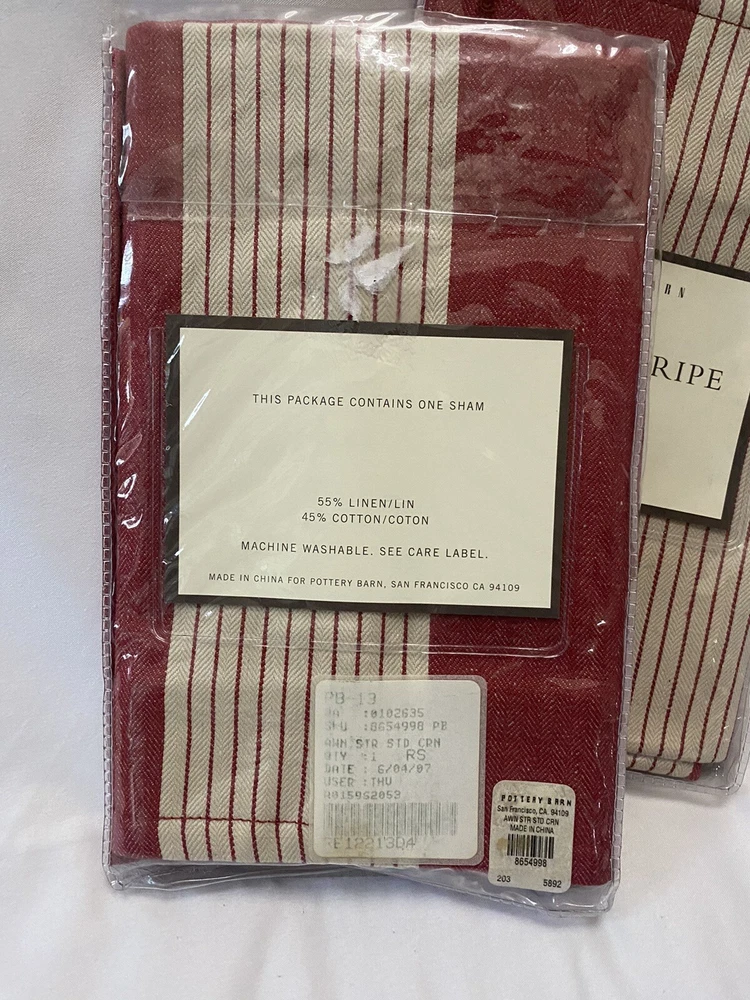 THIS PACKAGE CONTAINS ONE SHAM
55% LINEN/LIN
45% COTTON/COTON
MACHINE WASHABLE. SEE CARE LABEL.
MADE IN CHINA FOR POTTERY BARN, SAN FRANCISCO CA 94109
RN
RIPE
PB-13
:0102635
:8654998 PB
AWN STR STD CRN
QTY :1 RS
DATE : 6/04/07
USER :THU
A015962053
POTTERY BARN
San Francisco, CA. 94109
AWN STR STD CRN
MADE IN CHINA
8654998
203 5892